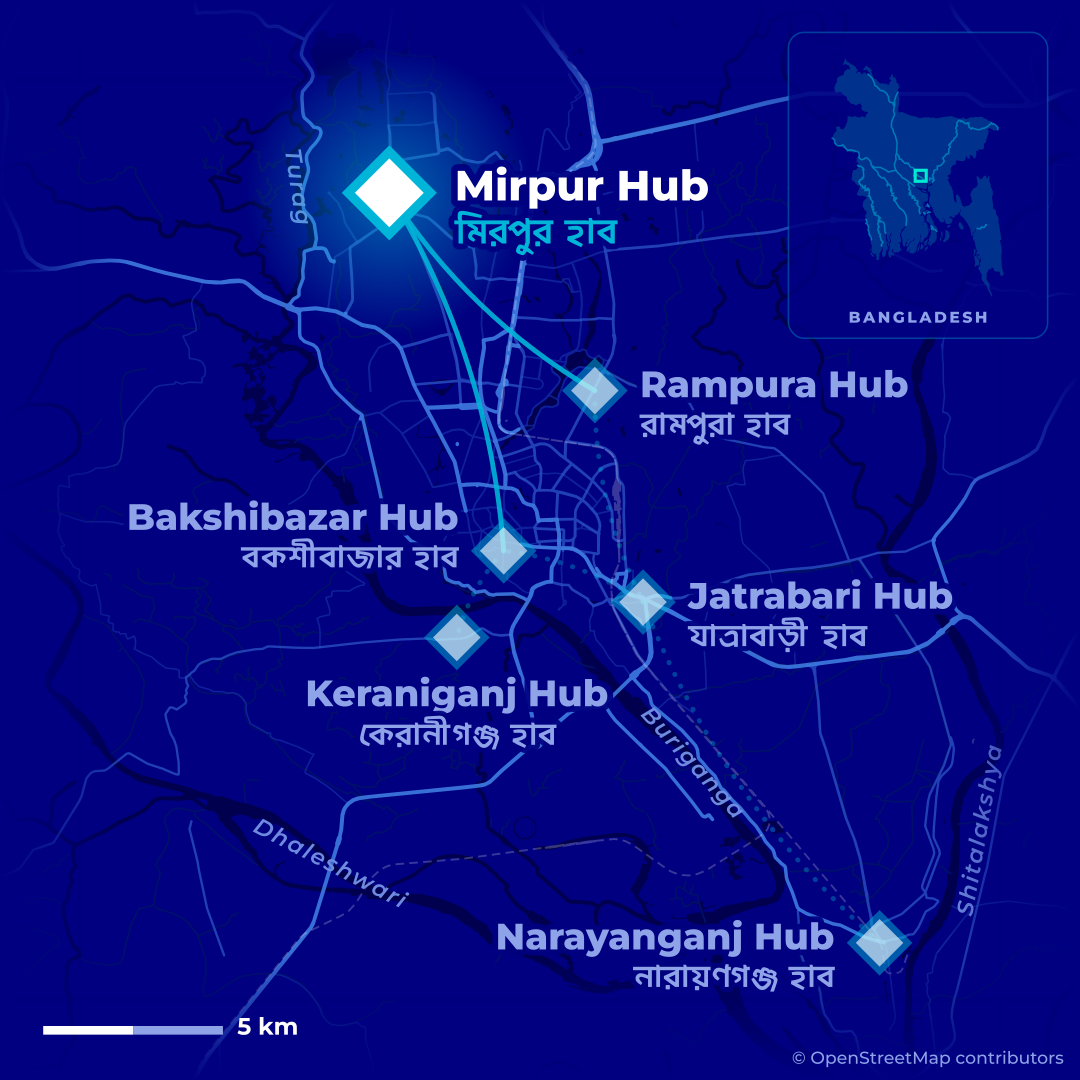 Turag
Mirpur Hub
মিরপুর হাব
BANGLADESH
Rampura Hub
রামপুরা হাব
Bakshibazar Hub
বকশীবাজার হাব
Jatrabari Hub
যাত্রাবাড়ী হাব
Keraniganj Hub
কেরানীগঞ্জ হাব
Buriganga
Shitalakshya
Dhaleshwari
Narayanganj Hub
নারায়ণগঞ্জ হাব
5 km
© OpenStreetMap contributors